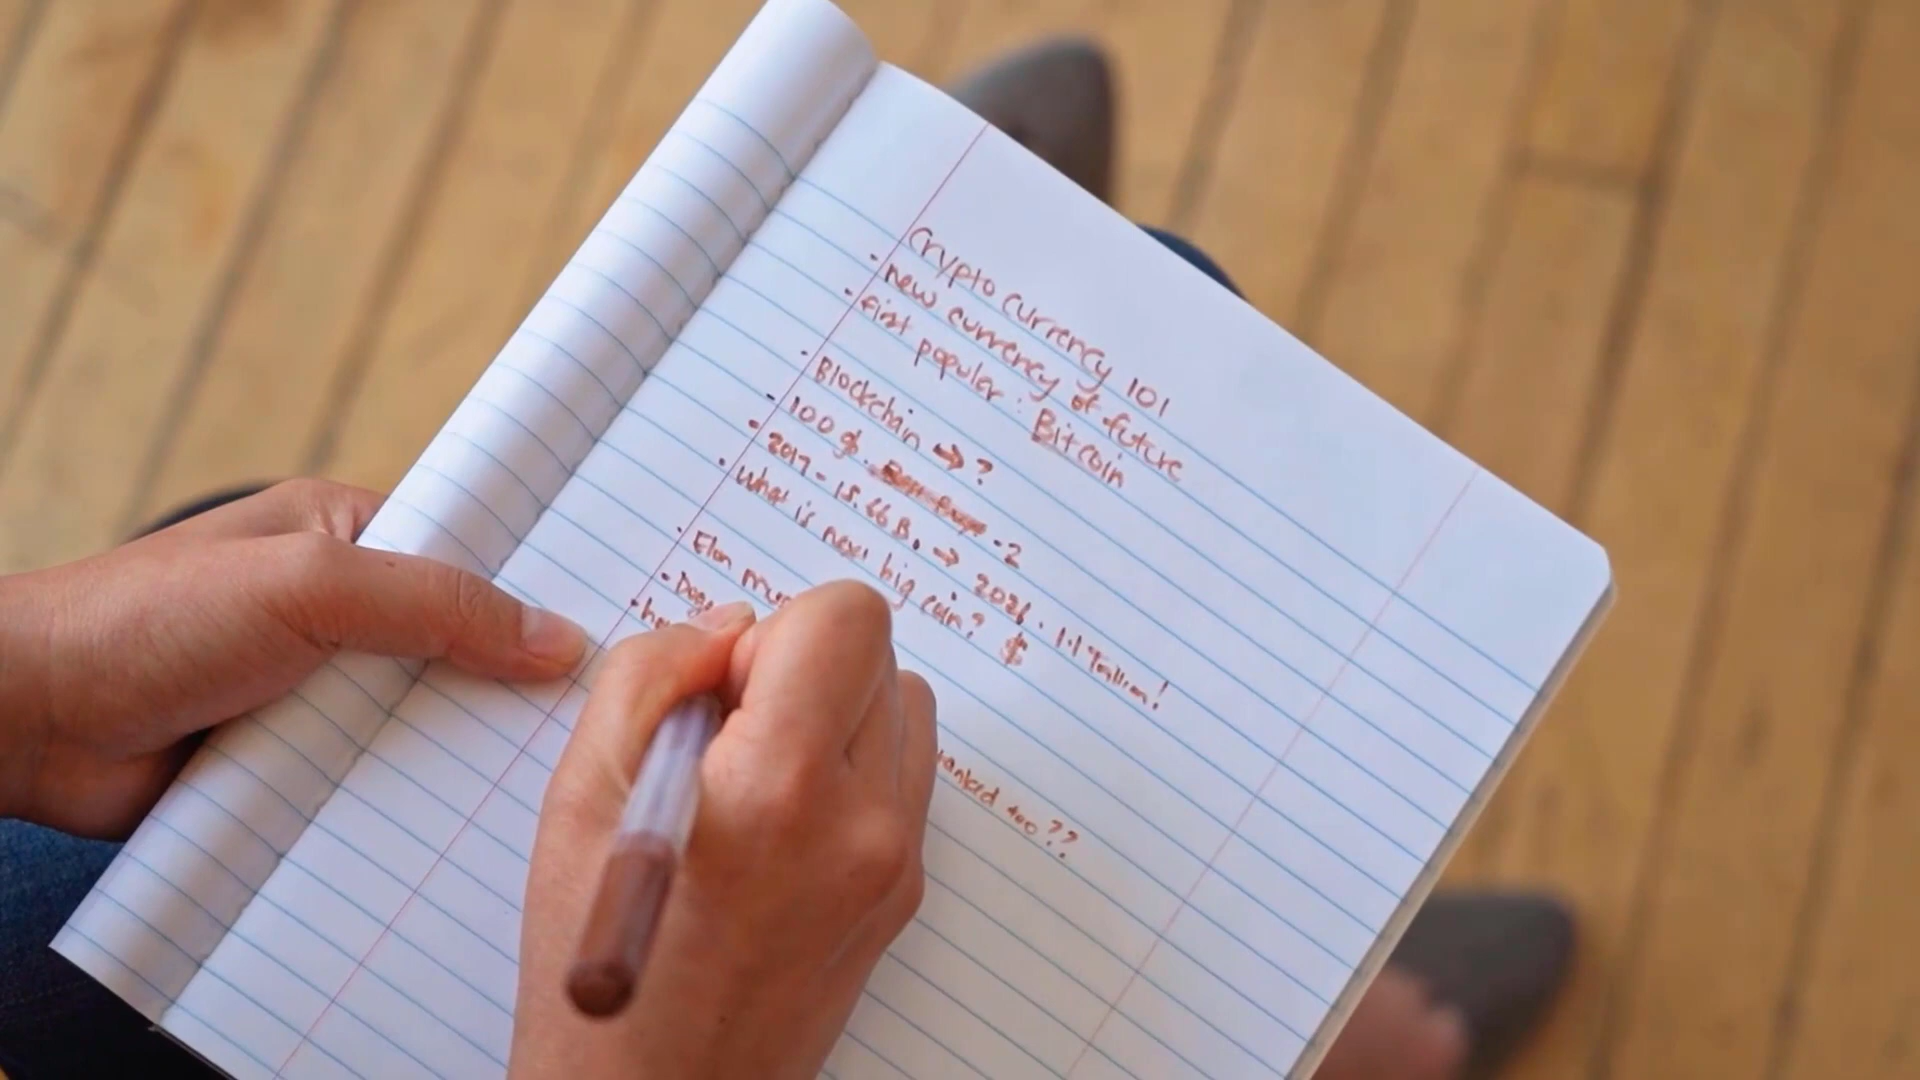 Crypto Currency 101
• new currency of future
• first popular : Bitcoin
• Blockchain → ?
• 100 $ . -2
• 2017 - 15.66 B. → 2021 . 1.1 Trillion!
• What is next big coin? $
• Elon
• Doge
tanked too ??